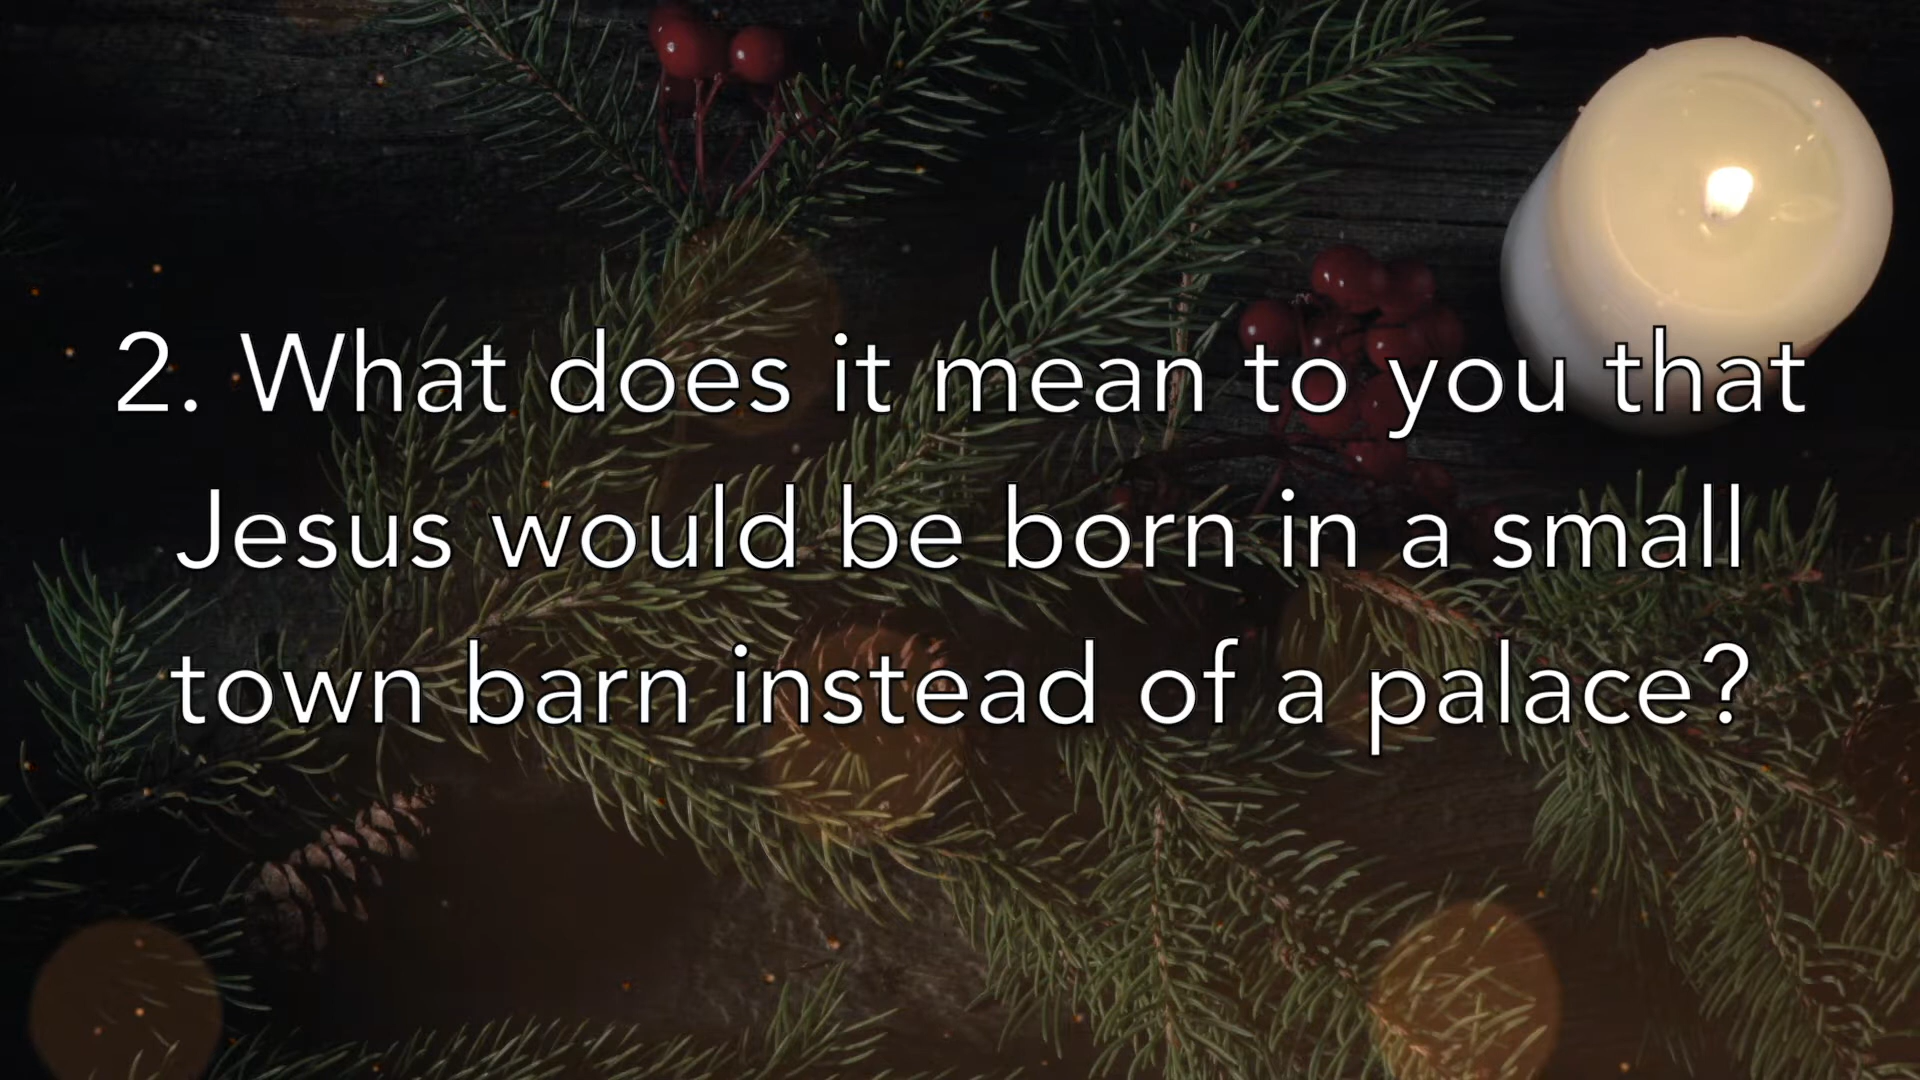 2. What does it mean to you that
Jesus would be born in a small
town barn instead of a palace?